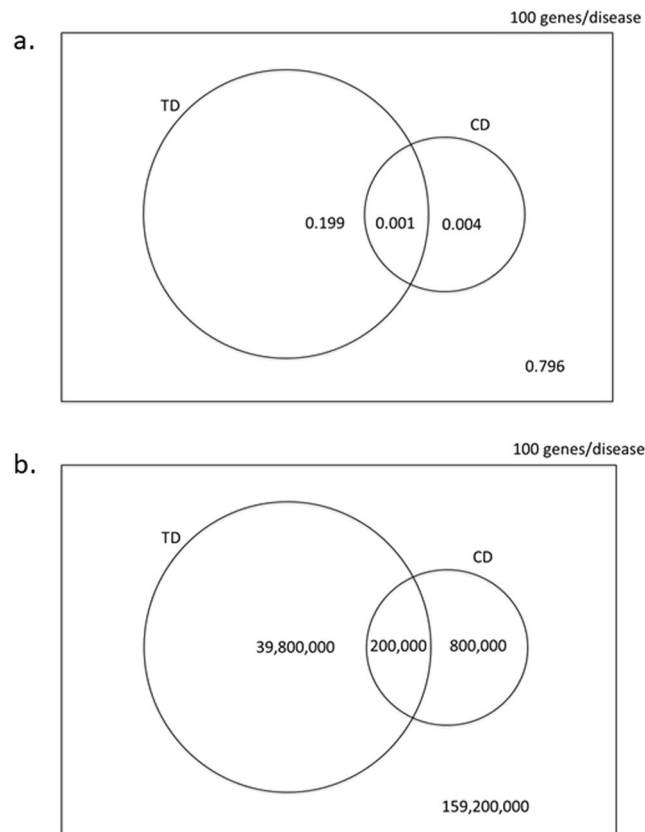 100 genes/disease
a.
TD
CD
0.199 0.001 0.004
0.796
100 genes/disease
b.
TD
CD
39,800,000 200,000 800,000
159,200,000